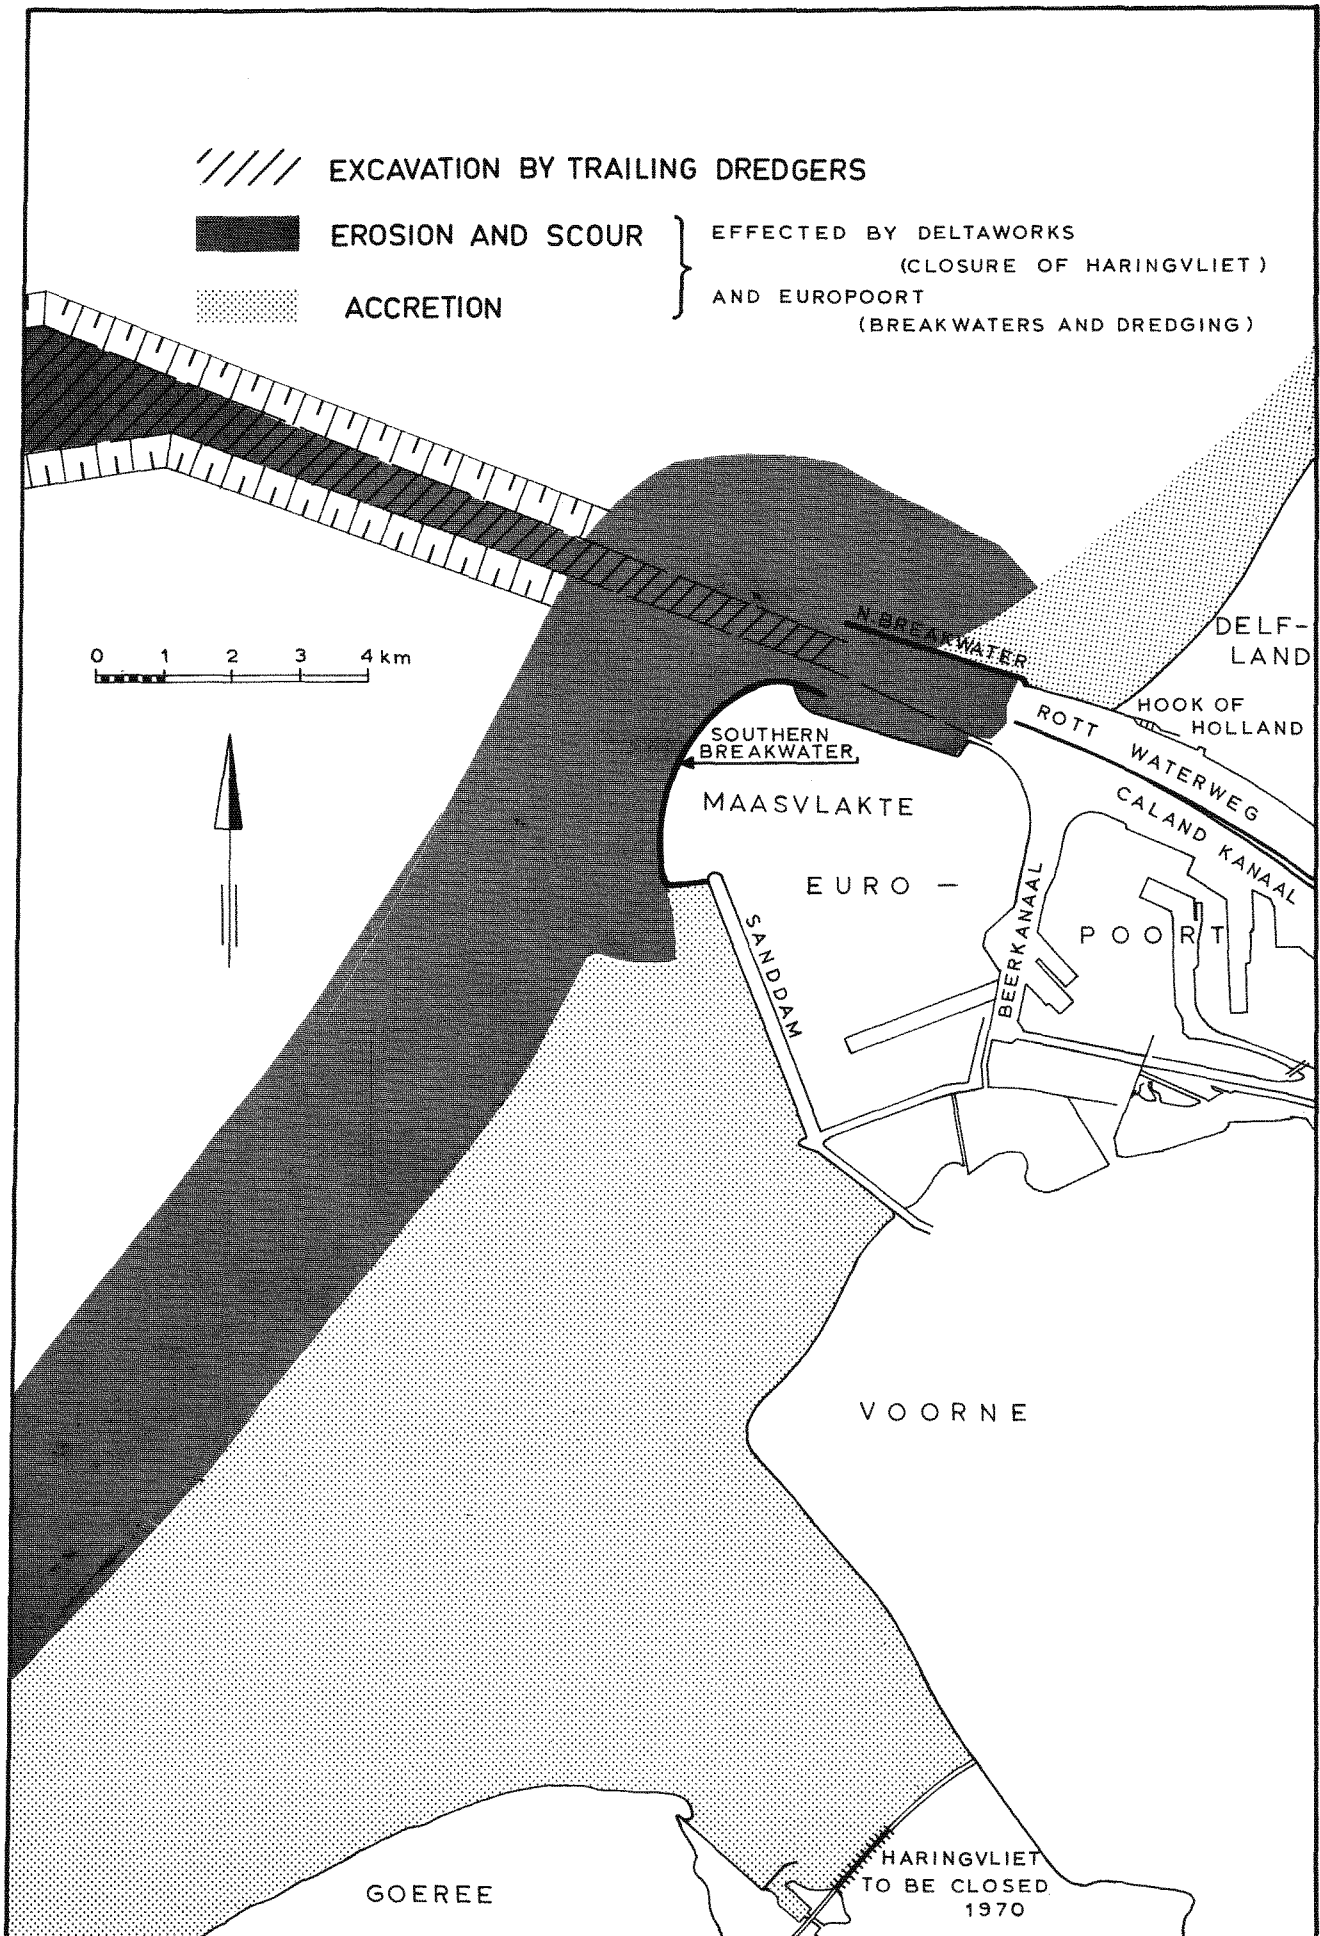 EXCAVATION BY TRAILING DREDGERS
EROSION AND SCOUR
ACCRETION
EFFECTED BY DELTAWORKS
(CLOSURE OF HARINGVLIET)
AND EUROPOORT
(BREAKWATERS AND DREDGING)
N. BREAKWATER
DELF-
LAND
0 1 2 3 4 km
HOOK OF
HOLLAND
ROTT WATERWEG
CALAND KANAAL
SOUTHERN
BREAKWATER
MAASVLAKTE
EURO -
POORT
BEERKANAAL
SANDDAM
VOORNE
GOEREE
HARINGVLIET
TO BE CLOSED
1970